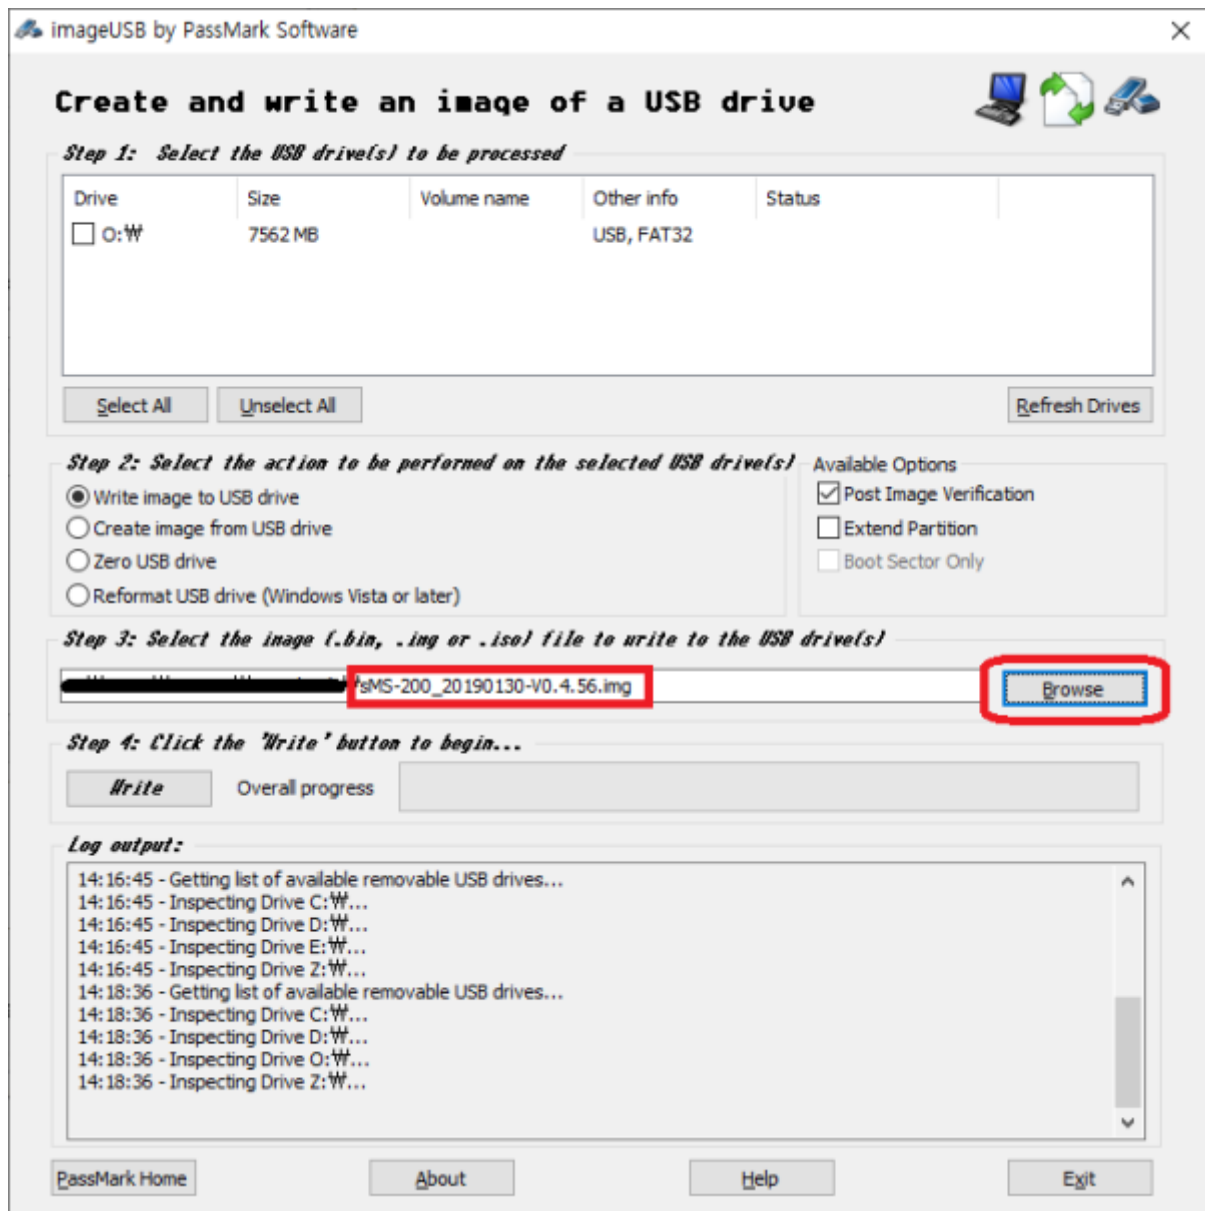 imageUSB by PassMark Software
Create and write an image of a USB drive
Step 1: Select the USB drive(s) to be processed
Drive Size Volume name Other info Status
O:₩ 7562 MB USB, FAT32
Select All Unselect All Refresh Drives
Step 2: Select the action to be performed on the selected USB drive(s) Available Options
Write image to USB drive Post Image Verification
Create image from USB drive Extend Partition
Zero USB drive Boot Sector Only
Reformat USB drive (Windows Vista or later)
Step 3: Select the image (.bin, .img or .iso) file to write to the USB drive(s)
sMS-200_20190130-V0.4.56.img Browse
Step 4: Click the 'Write' button to begin...
Write Overall progress
Log output:
14:16:45 - Getting list of available removable USB drives...
14:16:45 - Inspecting Drive C:₩...
14:16:45 - Inspecting Drive D:₩...
14:16:45 - Inspecting Drive E:₩...
14:16:45 - Inspecting Drive Z:₩...
14:18:36 - Getting list of available removable USB drives...
14:18:36 - Inspecting Drive C:₩...
14:18:36 - Inspecting Drive D:₩...
14:18:36 - Inspecting Drive O:₩...
14:18:36 - Inspecting Drive Z:₩...
PassMark Home About Help Exit